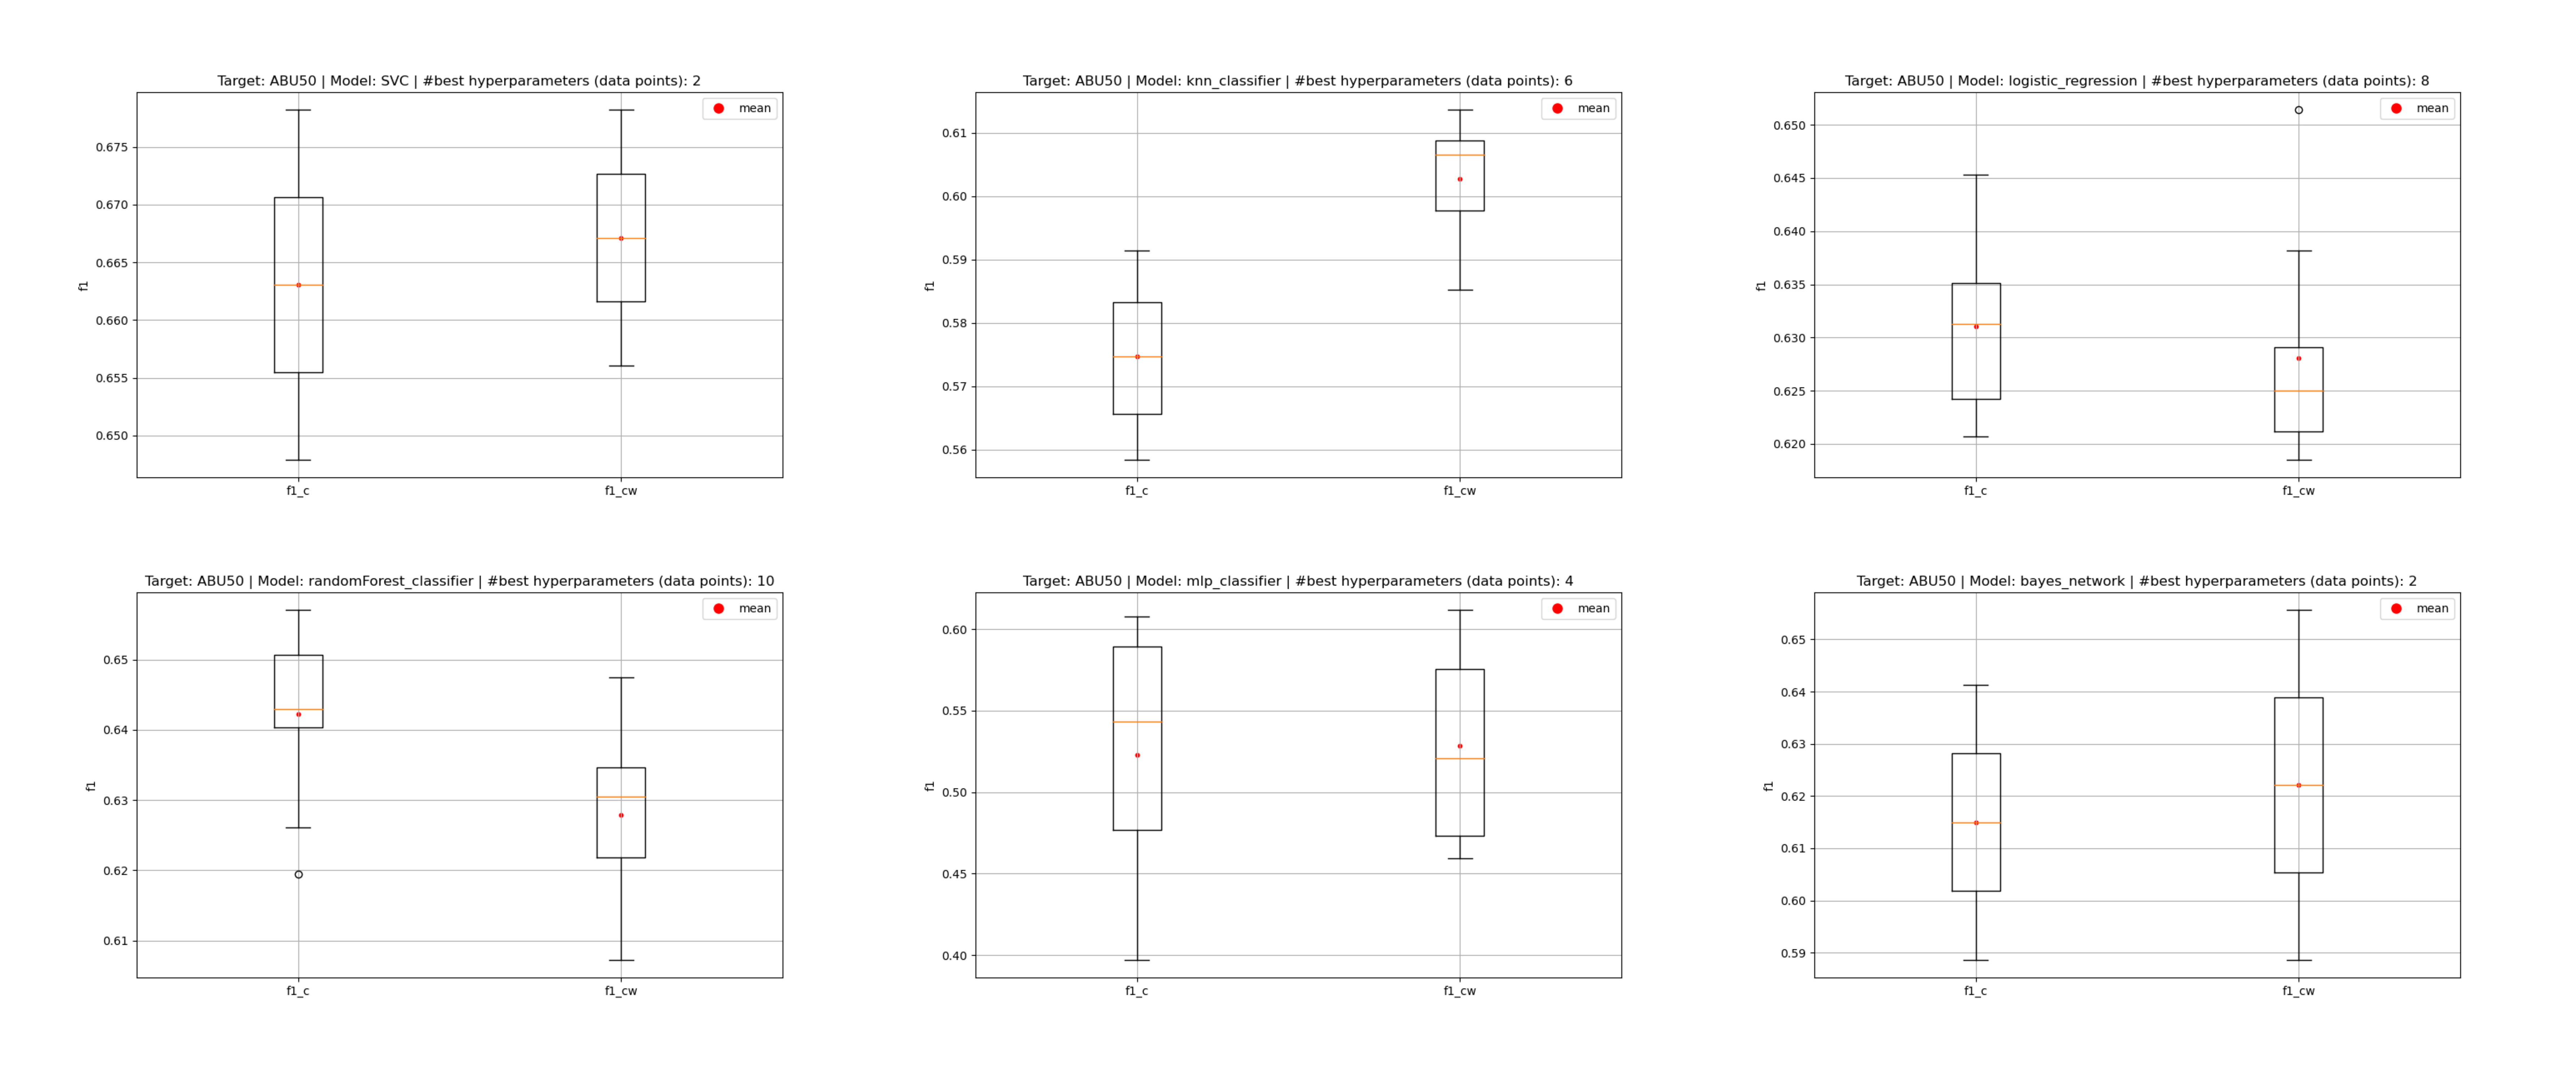 Target: ABU50 | Model: SVC | #best hyperparameters (data points): 2
mean
0.675
0.670
0.665
0.660
0.655
0.650
f1
f1_c f1_cw
Target: ABU50 | Model: knn_classifier | #best hyperparameters (data points): 6
mean
0.61
0.60
0.59
0.58
0.57
0.56
f1
f1_c f1_cw
Target: ABU50 | Model: logistic_regression | #best hyperparameters (data points): 8
mean
0.650
0.645
0.640
0.635
0.630
0.625
0.620
f1
f1_c f1_cw
Target: ABU50 | Model: randomForest_classifier | #best hyperparameters (data points): 10
mean
0.65
0.64
0.63
0.62
0.61
f1
f1_c f1_cw
Target: ABU50 | Model: mlp_classifier | #best hyperparameters (data points): 4
mean
0.60
0.55
0.50
0.45
0.40
f1
f1_c f1_cw
Target: ABU50 | Model: bayes_network | #best hyperparameters (data points): 2
mean
0.65
0.64
0.63
0.62
0.61
0.60
0.59
f1
f1_c f1_cw